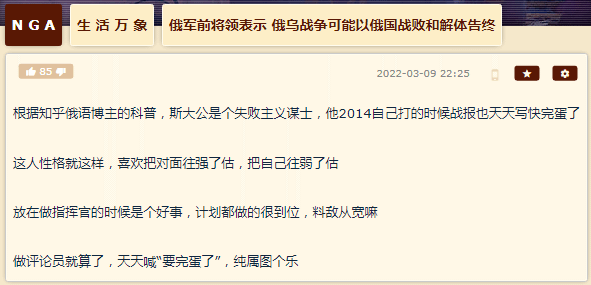 NGA 生活万象 俄军前将领表示 俄乌战争可能以俄国战败和解体告终
85 2022-03-09 22:25
根据知乎俄语博主的科普，斯大公是个失败主义谋士，他2014自己打的时候战报也天天写快完蛋了
这人性格就这样，喜欢把对面往强了估，把自己往弱了估
放在做指挥官的时候是个好事，计划都做的很到位，料敌从宽嘛
做评论员就算了，天天喊“要完蛋了”，纯属图个乐